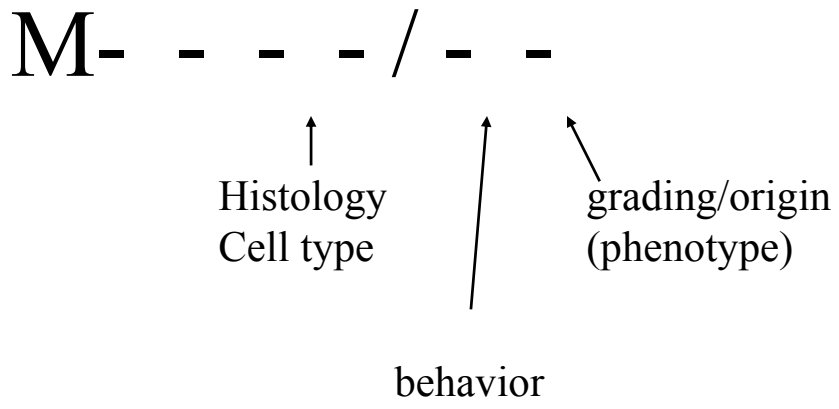 M- - - - / - -
Histology
Cell type
grading/origin
(phenotype)
behavior